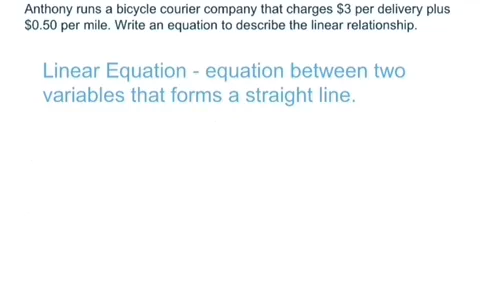 Anthony runs a bicycle courier company that charges $3 per delivery plus
$0.50 per mile. Write an equation to describe the linear relationship.
Linear Equation - equation between two
variables that forms a straight line.